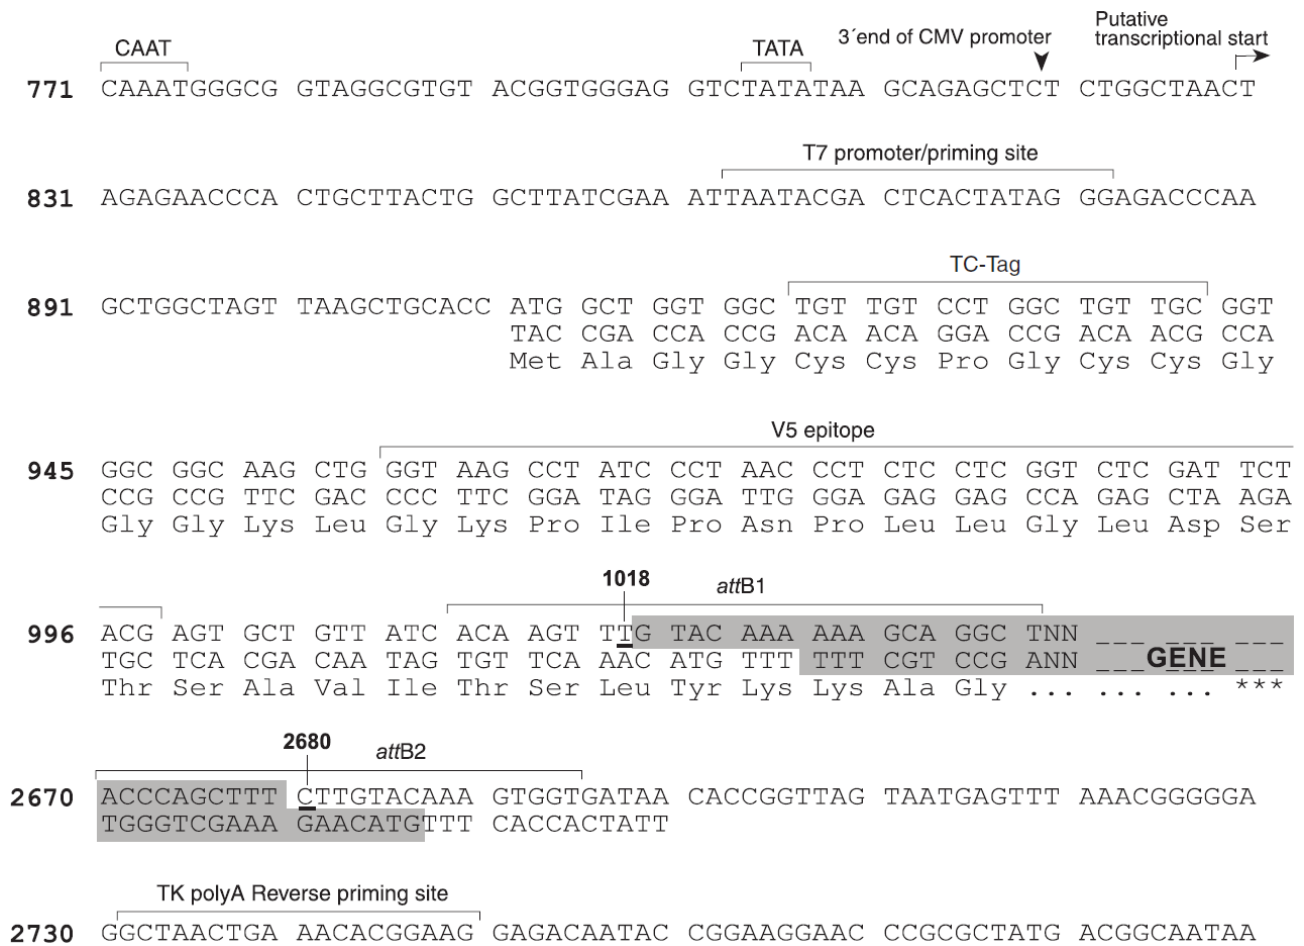 CAAT TATA 3´end of CMV promoter Putative transcriptional start
771 CAAATGGGCG GTAGGCGTGT ACGGTGGGAG GTCTATATAA GCAGAGCTCT CTGGCTAACT
T7 promoter/priming site
831 AGAGAACCCA CTGCTTACTG GCTTATCGAA ATTAATACGA CTCACTATAG GGAGACCCAA
TC-Tag
891 GCTGGCTAGT TAAGCTGCACC ATG GCT GGT GGC TGT TGT CCT GGC TGT TGC GGT
TAC CGA CCA CCG ACA ACA GGA CCG ACA ACG CCA
Met Ala Gly Gly Cys Cys Pro Gly Cys Cys Gly
V5 epitope
945 GGC GGC AAG CTG GGT AAG CCT ATC CCT AAC CCT CTC CTC GGT CTC GAT TCT
CCG CCG TTC GAC CCC TTC GGA TAG GGA TTG GGA GAG GAG CCA GAG CTA AGA
Gly Gly Lys Leu Gly Lys Pro Ile Pro Asn Pro Leu Leu Gly Leu Asp Ser
1018 attB1
996 ACG AGT GCT GTT ATC ACA AGT TTG TAC AAA AAA GCA GGC TNN ___ ___ ___
TGC TCA CGA CAA TAG TGT TCA AAC ATG TTT TTT CGT CCG ANN ___ GENE ___
Thr Ser Ala Val Ile Thr Ser Leu Tyr Lys Lys Ala Gly ... ... ... ***
2680 attB2
2670 ACCCAGCTTT CTTGTACAAA GTGGTGATAA CACCGGTTAG TAATGAGTTT AAACGGGGGA
TGGGTCGAAA GAACATGTTT CACCACTATT
TK polyA Reverse priming site
2730 GGCTAACTGA AACACGGAAG GAGACAATAC CGGAAGGAAC CCGCGCTATG ACGGCAATAA